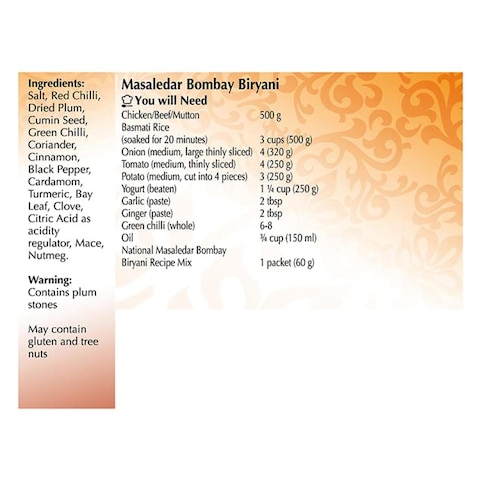 Ingredients:
Salt, Red Chilli,
Dried Plum,
Cumin Seed,
Green Chilli,
Coriander,
Cinnamon,
Black Pepper,
Cardamom,
Turmeric, Bay
Leaf, Clove,
Citric Acid as
acidity
regulator, Mace,
Nutmeg.
Warning:
Contains plum
stones
May contain
gluten and tree
nuts
Masaledar Bombay Biryani
You will Need
Chicken/Beef/Mutton 500 g
Basmati Rice
(soaked for 20 minutes) 3 cups (500 g)
Onion (medium, large thinly sliced) 4 (320 g)
Tomato (medium, thinly sliced) 4 (250 g)
Potato (medium, cut into 4 pieces) 3 (250 g)
Yogurt (beaten) 1 ¼ cup (250 g)
Garlic (paste) 2 tbsp
Ginger (paste) 2 tbsp
Green chilli (whole) 6-8
Oil ¾ cup (150 ml)
National Masaledar Bombay
Biryani Recipe Mix 1 packet (60 g)